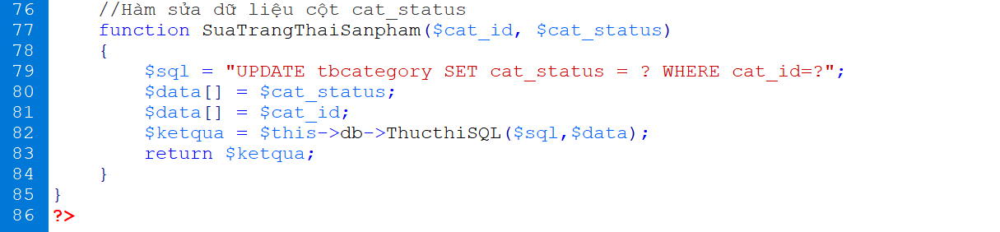 76 //Hàm sửa dữ liệu cột cat_status
77 function SuaTrangThaiSanpham($cat_id, $cat_status)
78 {
79 $sql = "UPDATE tbcategory SET cat_status = ? WHERE cat_id=?";
80 $data[] = $cat_status;
81 $data[] = $cat_id;
82 $ketqua = $this->db->ThucthiSQL($sql,$data);
83 return $ketqua;
84 }
85 }
86 ?>